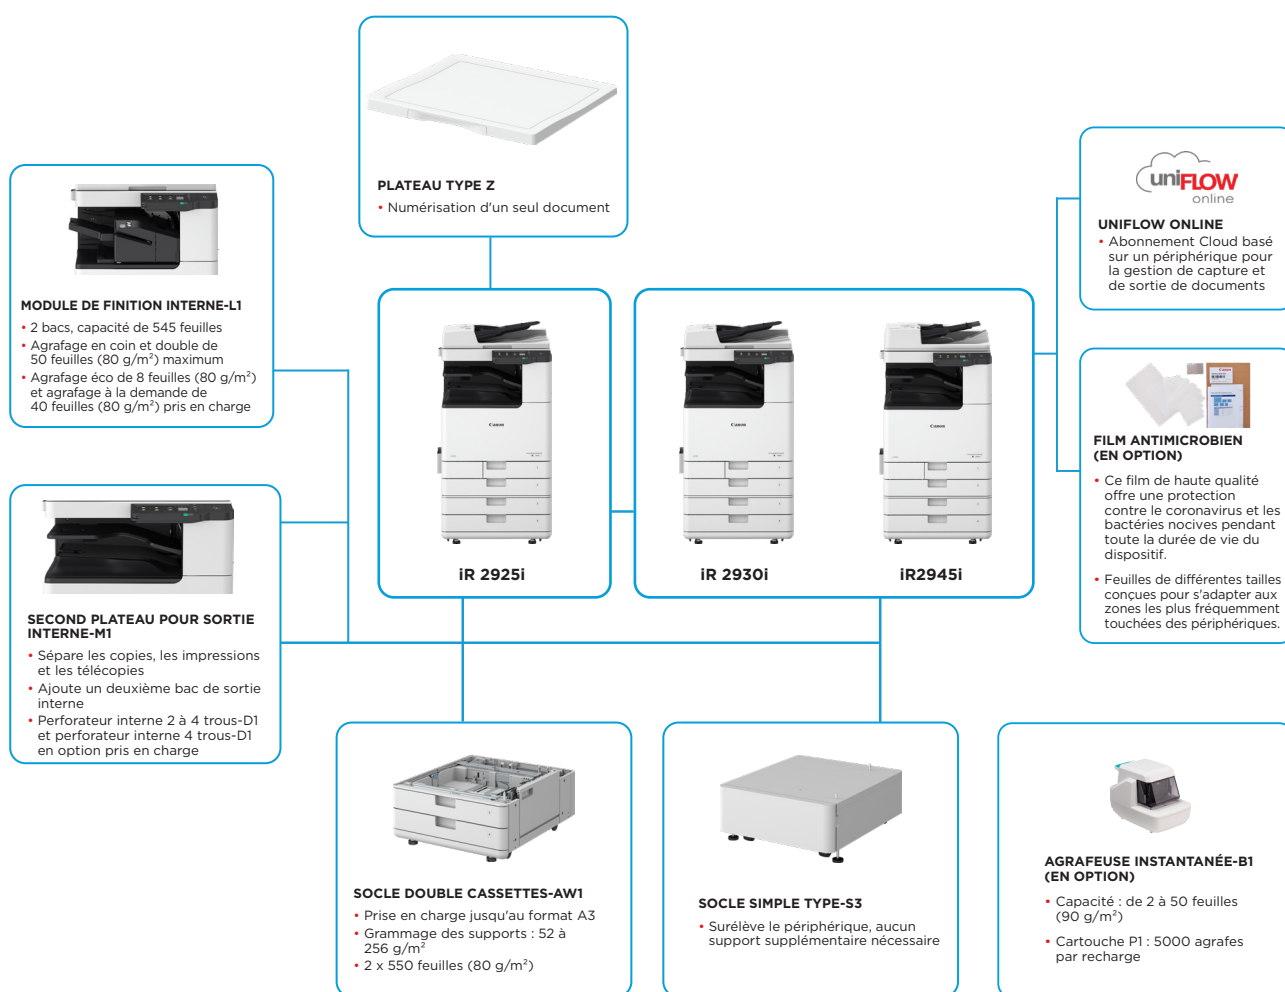 PLATEAU TYPE Z
• Numérisation d'un seul document
MODULE DE FINITION INTERNE-L1
• 2 bacs, capacité de 545 feuilles
• Agrafage en coin et double de
50 feuilles (80 g/m²) maximum
• Agrafage éco de 8 feuilles (80 g/m²)
et agrafage à la demande de
40 feuilles (80 g/m²) pris en charge
SECOND PLATEAU POUR SORTIE
INTERNE-M1
• Sépare les copies, les impressions
et les télécopies
• Ajoute un deuxième bac de sortie
interne
• Perforateur interne 2 à 4 trous-D1
et perforateur interne 4 trous-D1
en option pris en charge
Canon
iR 2925i
Canon
iR 2930i
Canon
iR2945i
uniFLOW
online
UNIFLOW ONLINE
• Abonnement Cloud basé
sur un périphérique pour
la gestion de capture et
de sortie de documents
Canon
FILM ANTIMICROBIEN
(EN OPTION)
• Ce film de haute qualité
offre une protection
contre le coronavirus et les
bactéries nocives pendant
toute la durée de vie du
dispositif.
• Feuilles de différentes tailles
conçues pour s'adapter aux
zones les plus fréquemment
touchées des périphériques.
SOCLE DOUBLE CASSETTES-AW1
• Prise en charge jusqu'au format A3
• Grammage des supports : 52 à
256 g/m²
• 2 x 550 feuilles (80 g/m²)
SOCLE SIMPLE TYPE-S3
• Surélève le périphérique, aucun
support supplémentaire nécessaire
AGRAFEUSE INSTANTANÉE-B1
(EN OPTION)
• Capacité : de 2 à 50 feuilles
(90 g/m²)
• Cartouche P1 : 5000 agrafes
par recharge